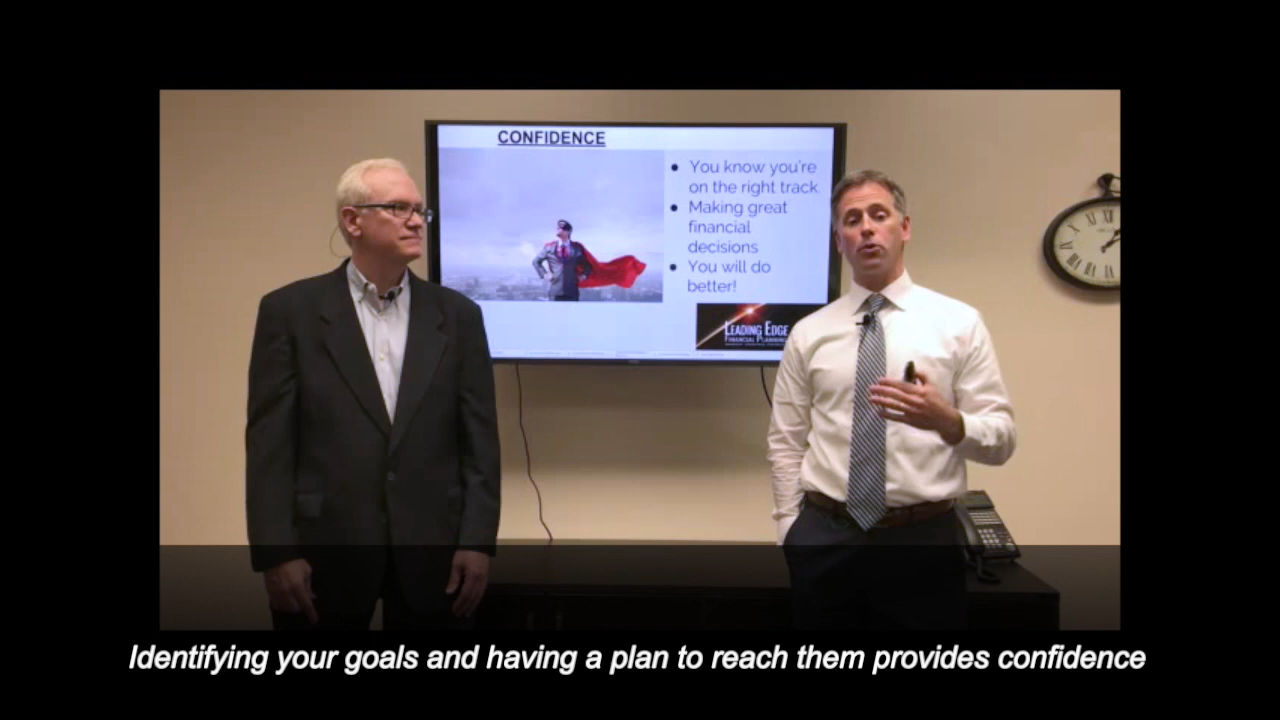 CONFIDENCE
● You know you're
on the right track
● Making great
financial
decisions
● You will do
better!
LEADING EDGE
FINANCIAL PLANNING
Identifying your goals and having a plan to reach them provides confidence